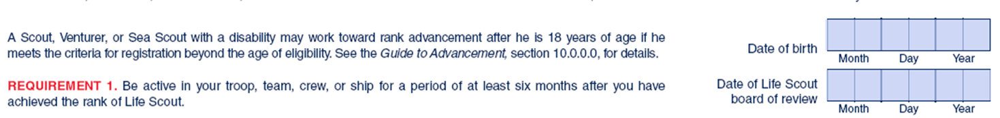 A Scout, Venturer, or Sea Scout with a disability may work toward rank advancement after he is 18 years of age if he
meets the criteria for registration beyond the age of eligibility. See the Guide to Advancement, section 10.0.0.0, for details.
Date of birth
Month Day Year
REQUIREMENT 1. Be active in your troop, team, crew, or ship for a period of at least six months after you have
achieved the rank of Life Scout.
Date of Life Scout
board of review
Month Day Year